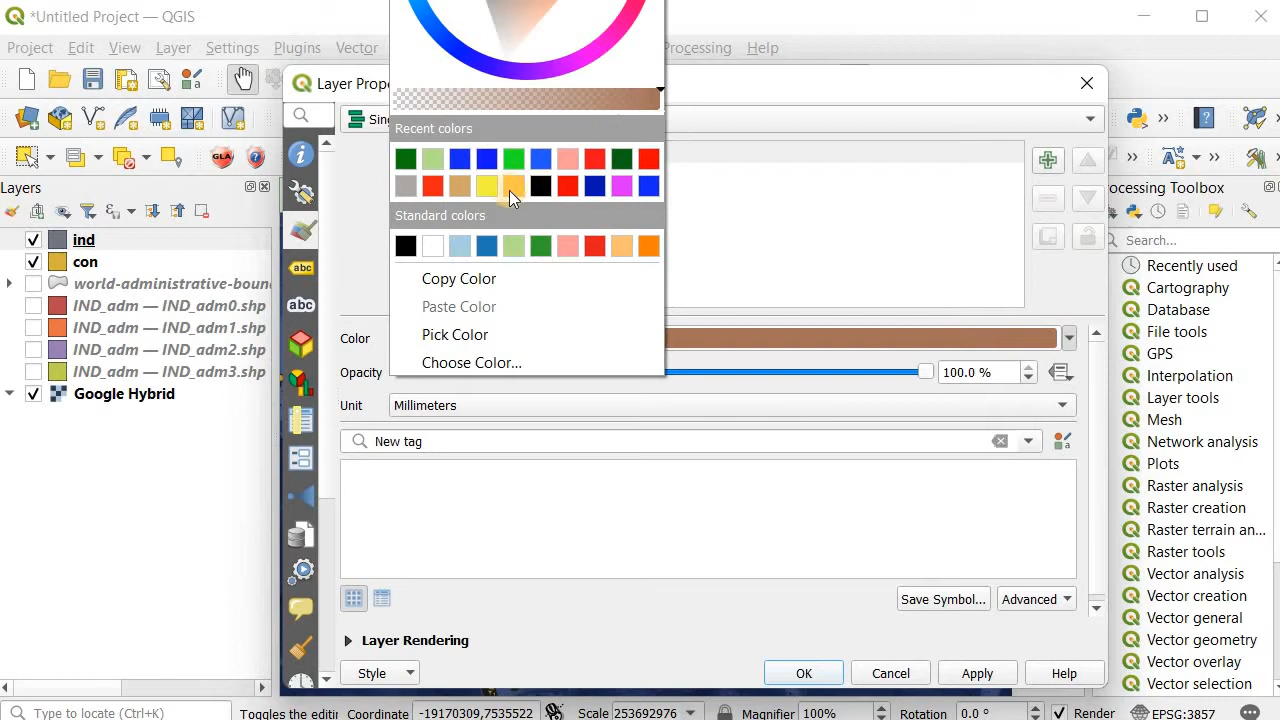 *Untitled Project — QGIS
Project Edit View Layer Settings Plugins Vector Processing Help
Layer Prope
Layers
ind
con
world-administrative-boun
IND_adm — IND_adm0.shp
IND_adm — IND_adm1.shp
IND_adm — IND_adm2.shp
IND_adm — IND_adm3.shp
Google Hybrid
GLA
abc
abc
Sin
Recent colors
Standard colors
Copy Color
Paste Color
Pick Color
Choose Color...
Color
Opacity
100.0 %
Unit
Millimeters
New tag
Save Symbol...
Advanced
Layer Rendering
Style
OK
Cancel
Apply
Help
ocessing Toolbox
Search...
Recently used
Cartography
Database
File tools
GPS
Interpolation
Layer tools
Mesh
Network analysis
Plots
Raster analysis
Raster creation
Raster terrain an...
Raster tools
Vector analysis
Vector creation
Vector general
Vector geometry
Vector overlay
Vector selection
Type to locate (Ctrl+K)
Toggles the editi
Coordinate
-19170309,7535522
Scale
253692976
Magnifier
100%
Rotation
0.0 °
Render
EPSG:3857